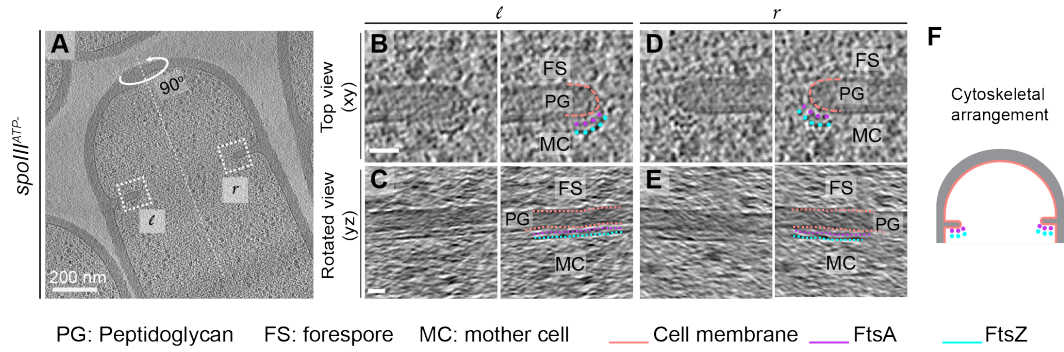 ℓ
r
A
B
D
F
spoIIIᴬᵀᴾ⁻
90°
Top view
(xy)
FS
PG
MC
FS
PG
MC
Cytoskeletal
arrangement
r
ℓ
C
E
Rotated view
(yz)
FS
PG
MC
FS
PG
MC
200 nm
PG: Peptidoglycan FS: forespore MC: mother cell Cell membrane FtsA FtsZ